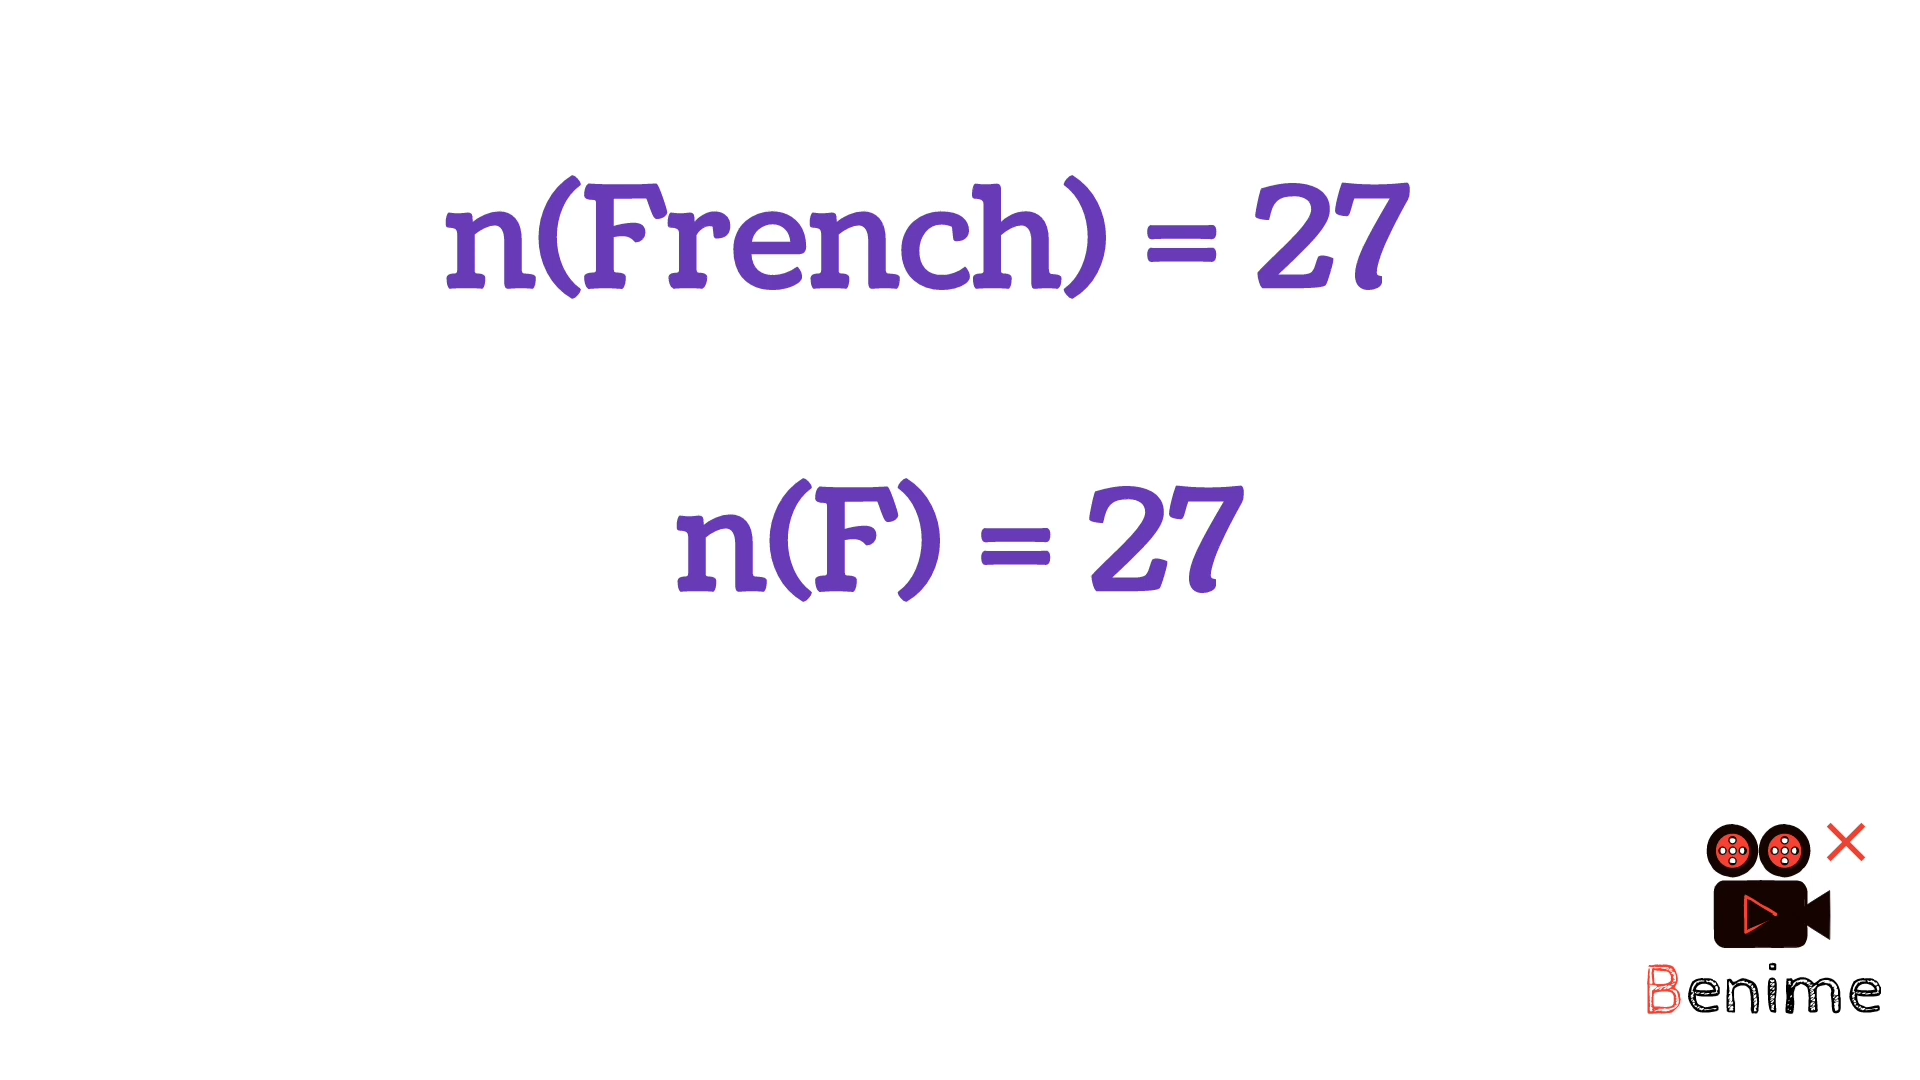 n(French) = 27
n(F) = 27
Benime